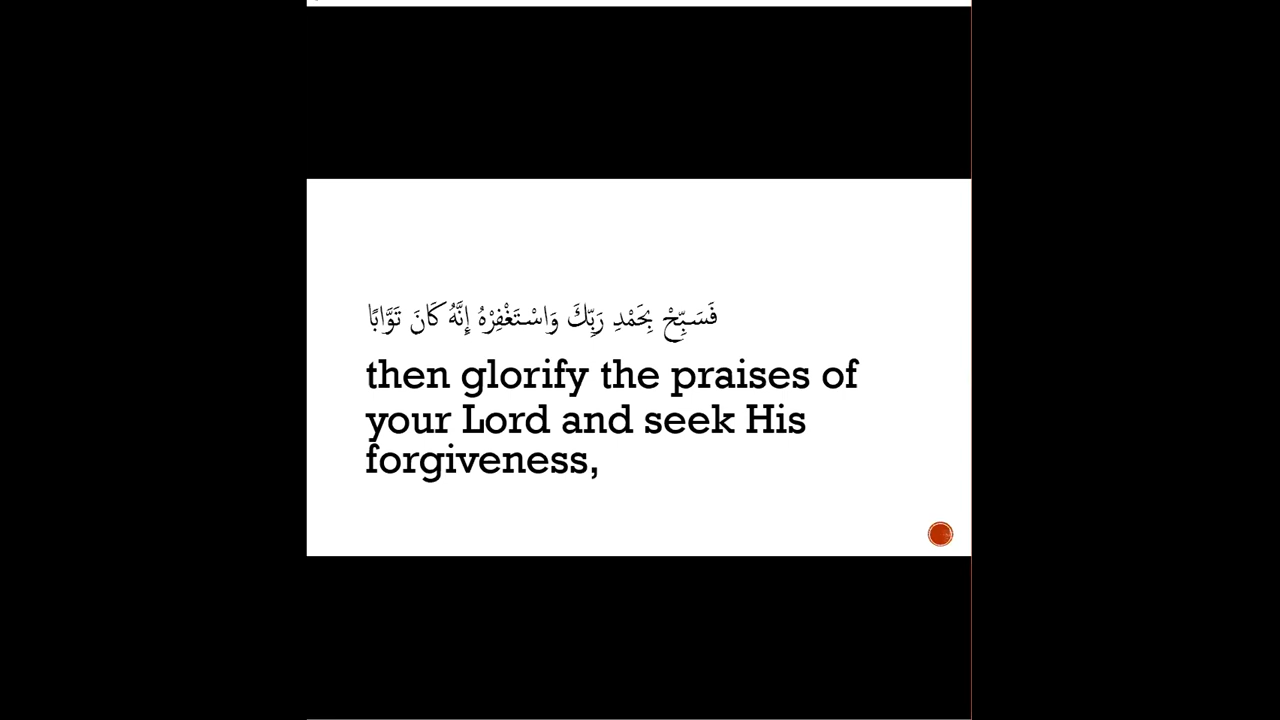 فَسَبِّحْ بِحَمْدِ رَبِّكَ وَاسْتَغْفِرْهُ إِنَّهُ كَانَ تَوَّابًا
then glorify the praises of
your Lord and seek His
forgiveness,